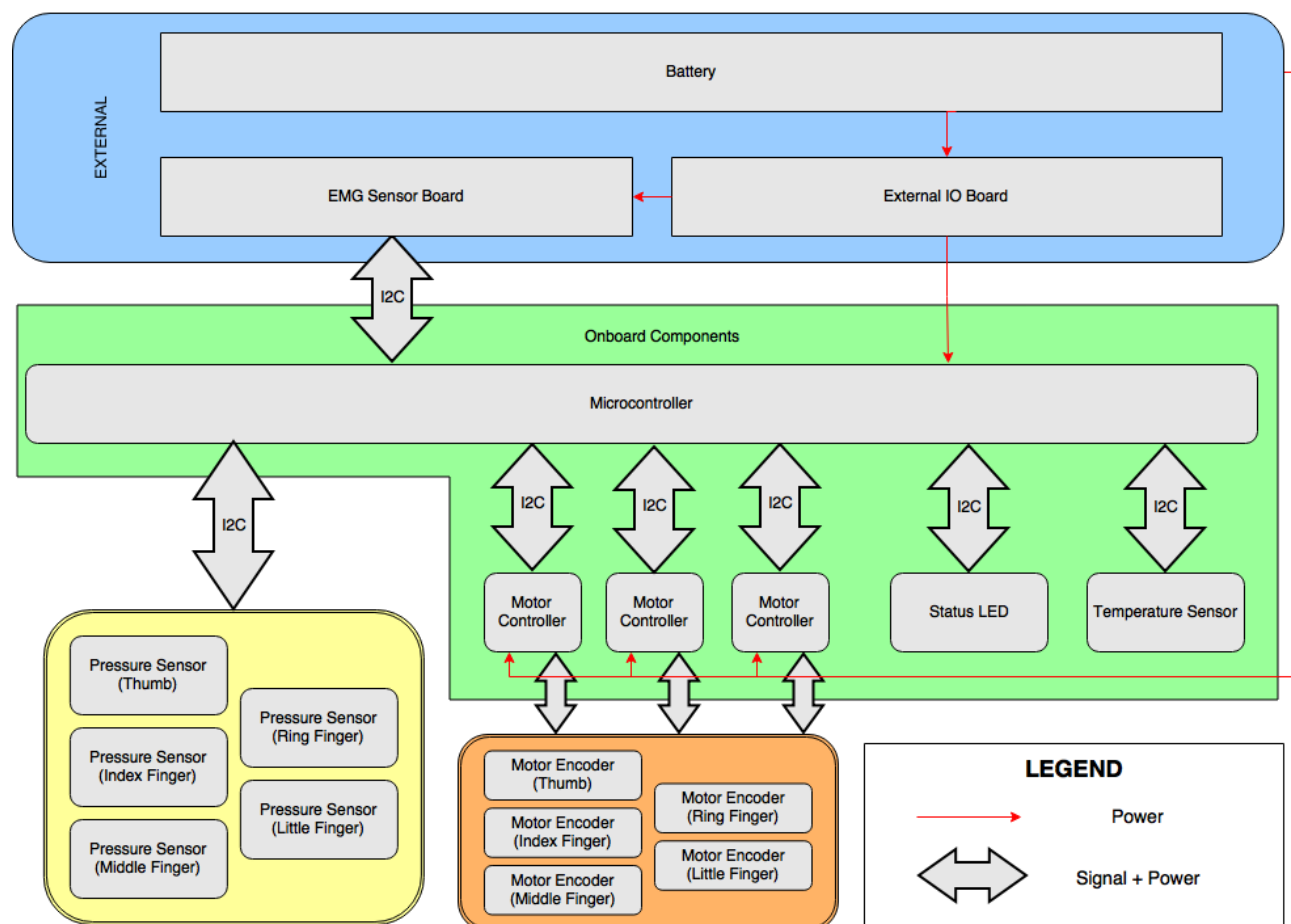 Battery
EXTERNAL
EMG Sensor Board
External IO Board
I2C
Onboard Components
Microcontroller
I2C
I2C
I2C
I2C
I2C
I2C
Motor
Controller
Motor
Controller
Motor
Controller
Status LED
Temperature Sensor
Pressure Sensor
(Thumb)
Pressure Sensor
(Index Finger)
Pressure Sensor
(Middle Finger)
Pressure Sensor
(Ring Finger)
Pressure Sensor
(Little Finger)
Motor Encoder
(Thumb)
Motor Encoder
(Index Finger)
Motor Encoder
(Middle Finger)
Motor Encoder
(Ring Finger)
Motor Encoder
(Little Finger)
LEGEND
Power
Signal + Power